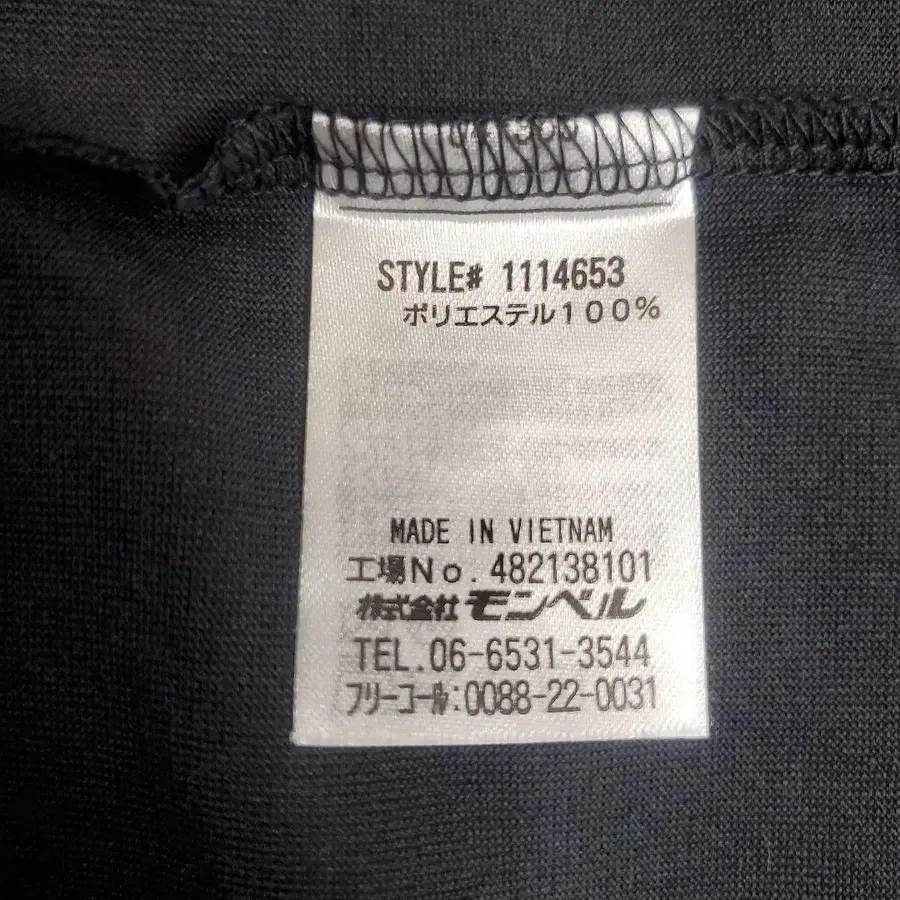 STYLE# 1114653
ポリエステル100%
MADE IN VIETNAM
工場No. 482138101
株式会社 モンベル
TEL.06-6531-3544
フリーコール:0088-22-0031